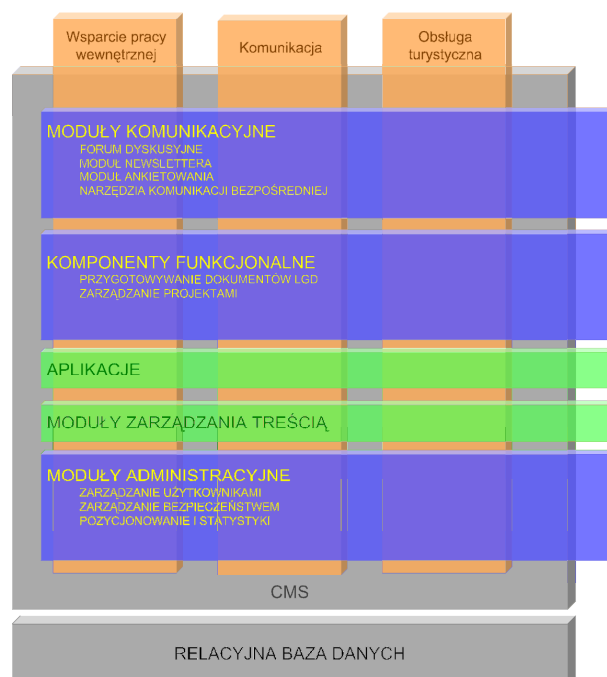 Wsparcie pracy
wewnętrznej
Komunikacja
Obsługa
turystyczna
MODUŁY KOMUNIKACYJNE
FORUM DYSKUSYJNE
MODUŁ NEWSLETTERA
MODUŁ ANKIETOWANIA
NARZĘDZIA KOMUNIKACJI BEZPOŚREDNIEJ
KOMPONENTY FUNKCJONALNE
PRZYGOTOWYWANIE DOKUMENTÓW LGD
ZARZĄDZANIE PROJEKTAMI
APLIKACJE
MODUŁY ZARZĄDZANIA TREŚCIĄ
MODUŁY ADMINISTRACYJNE
ZARZĄDZANIE UŻYTKOWNIKAMI
ZARZĄDZANIE BEZPIECZEŃSTWEM
POZYCJONOWANIE I STATYSTYKI
CMS
RELACYJNA BAZA DANYCH